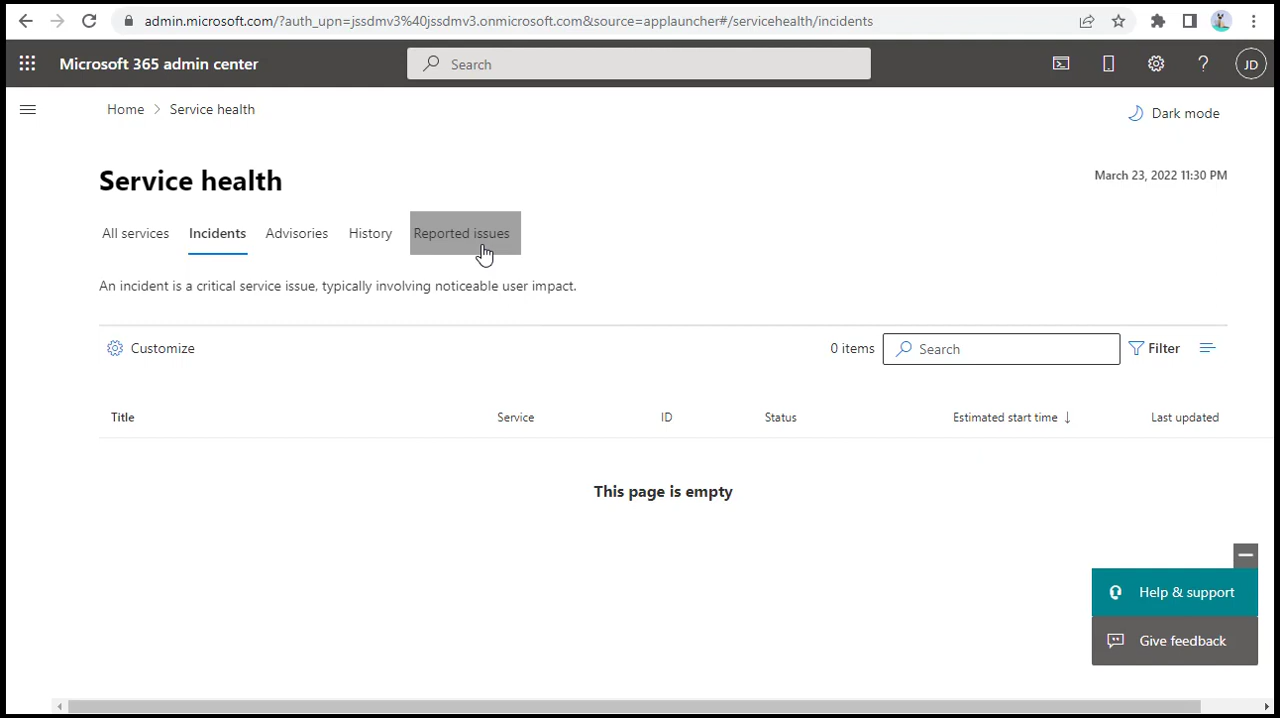 admin.microsoft.com/?auth_upn=jssdmv3%40jssdmv3.onmicrosoft.com&source=applauncher#/servicehealth/incidents
Microsoft 365 admin center
Search
?
JD
Home > Service health
Dark mode
Service health
March 23, 2022 11:30 PM
All services Incidents Advisories History Reported issues
An incident is a critical service issue, typically involving noticeable user impact.
Customize
0 items
Search
Filter
Title Service ID Status Estimated start time ↓ Last updated
This page is empty
Help & support
Give feedback